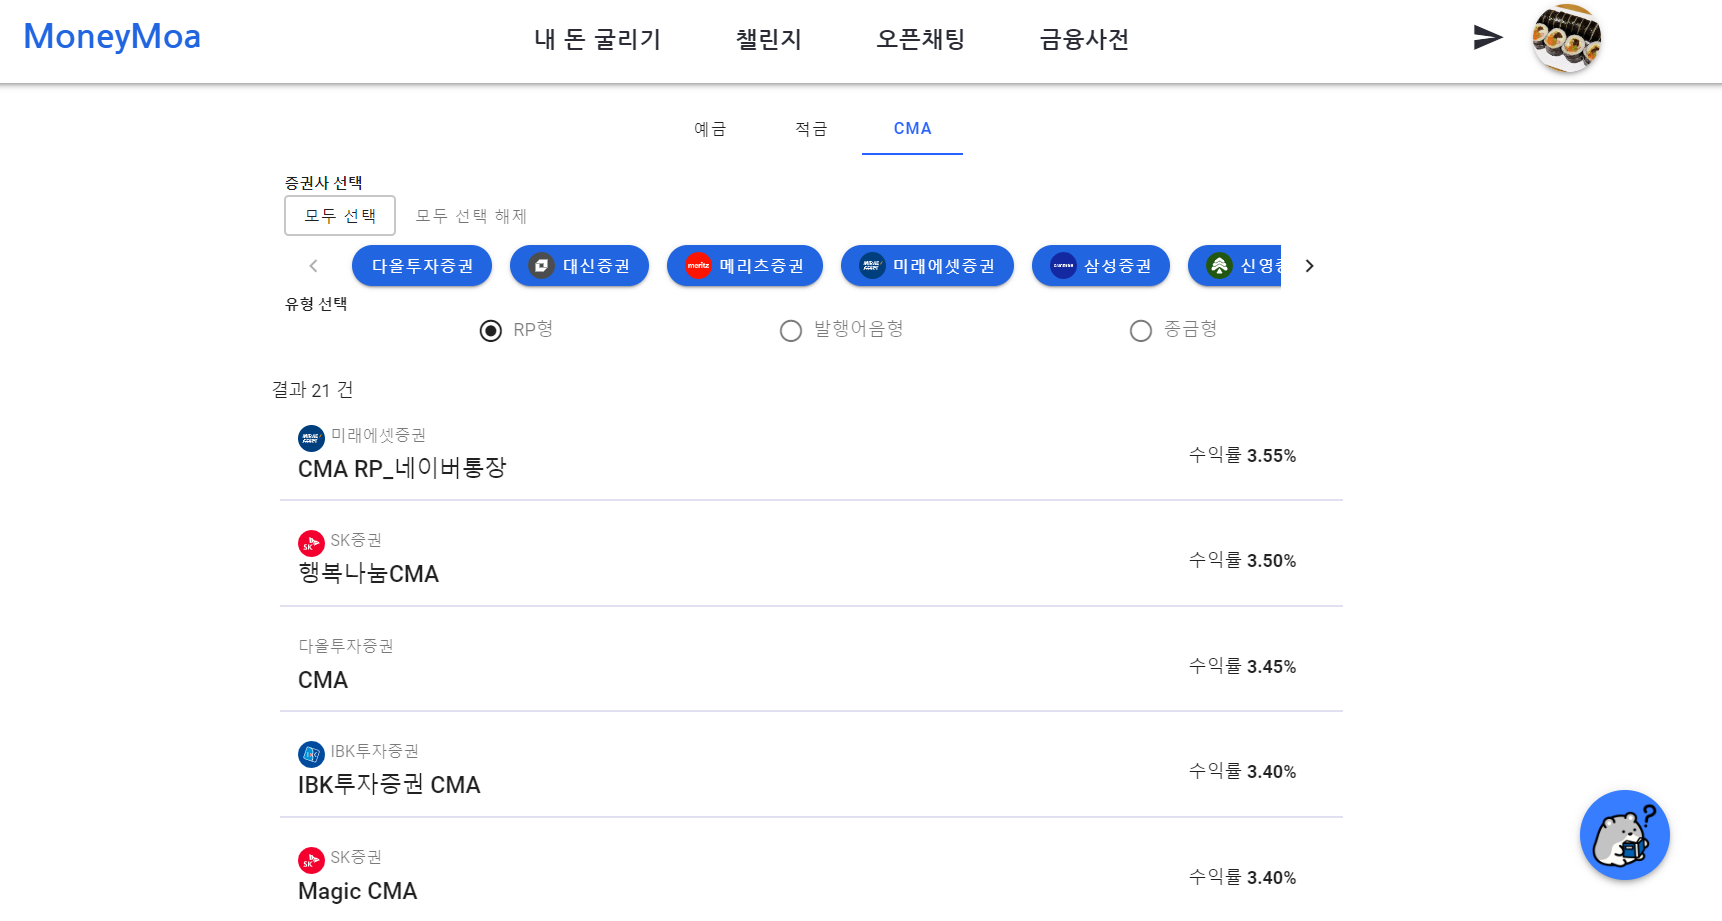 MoneyMoa
내 돈 굴리기 챌린지 오픈채팅 금융사전
예금 적금 CMA
증권사 선택
모두 선택 모두 선택 해제
다올투자증권 대신증권 meritz 메리츠증권 미래에셋증권 삼성증권 신영
유형 선택
RP형 발행어음형 종금형
결과 21 건
미래에셋증권
CMA RP_네이버통장
수익률 3.55%
SK SK증권
행복나눔CMA
수익률 3.50%
다올투자증권
CMA
수익률 3.45%
IBK투자증권
IBK투자증권 CMA
수익률 3.40%
SK SK증권
Magic CMA
수익률 3.40%
?